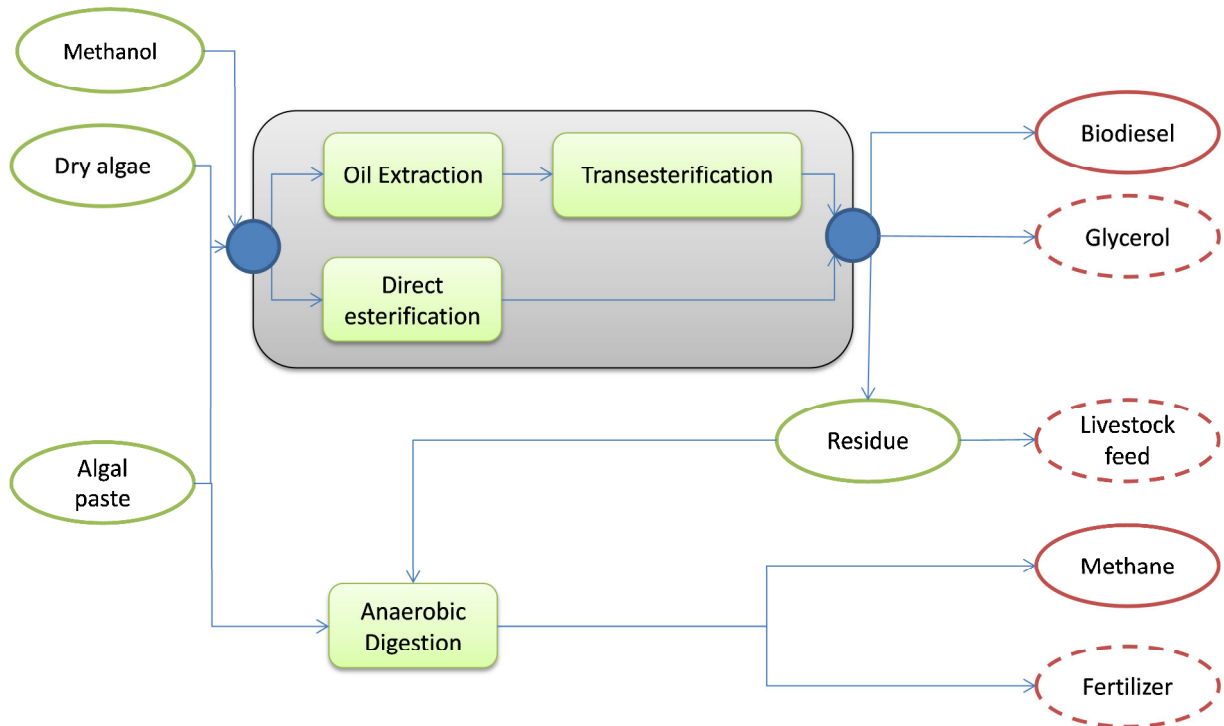 Methanol
Dry algae
Algal
paste
Oil Extraction
Transesterification
Direct
esterification
Biodiesel
Glycerol
Residue
Livestock
feed
Anaerobic
Digestion
Methane
Fertilizer